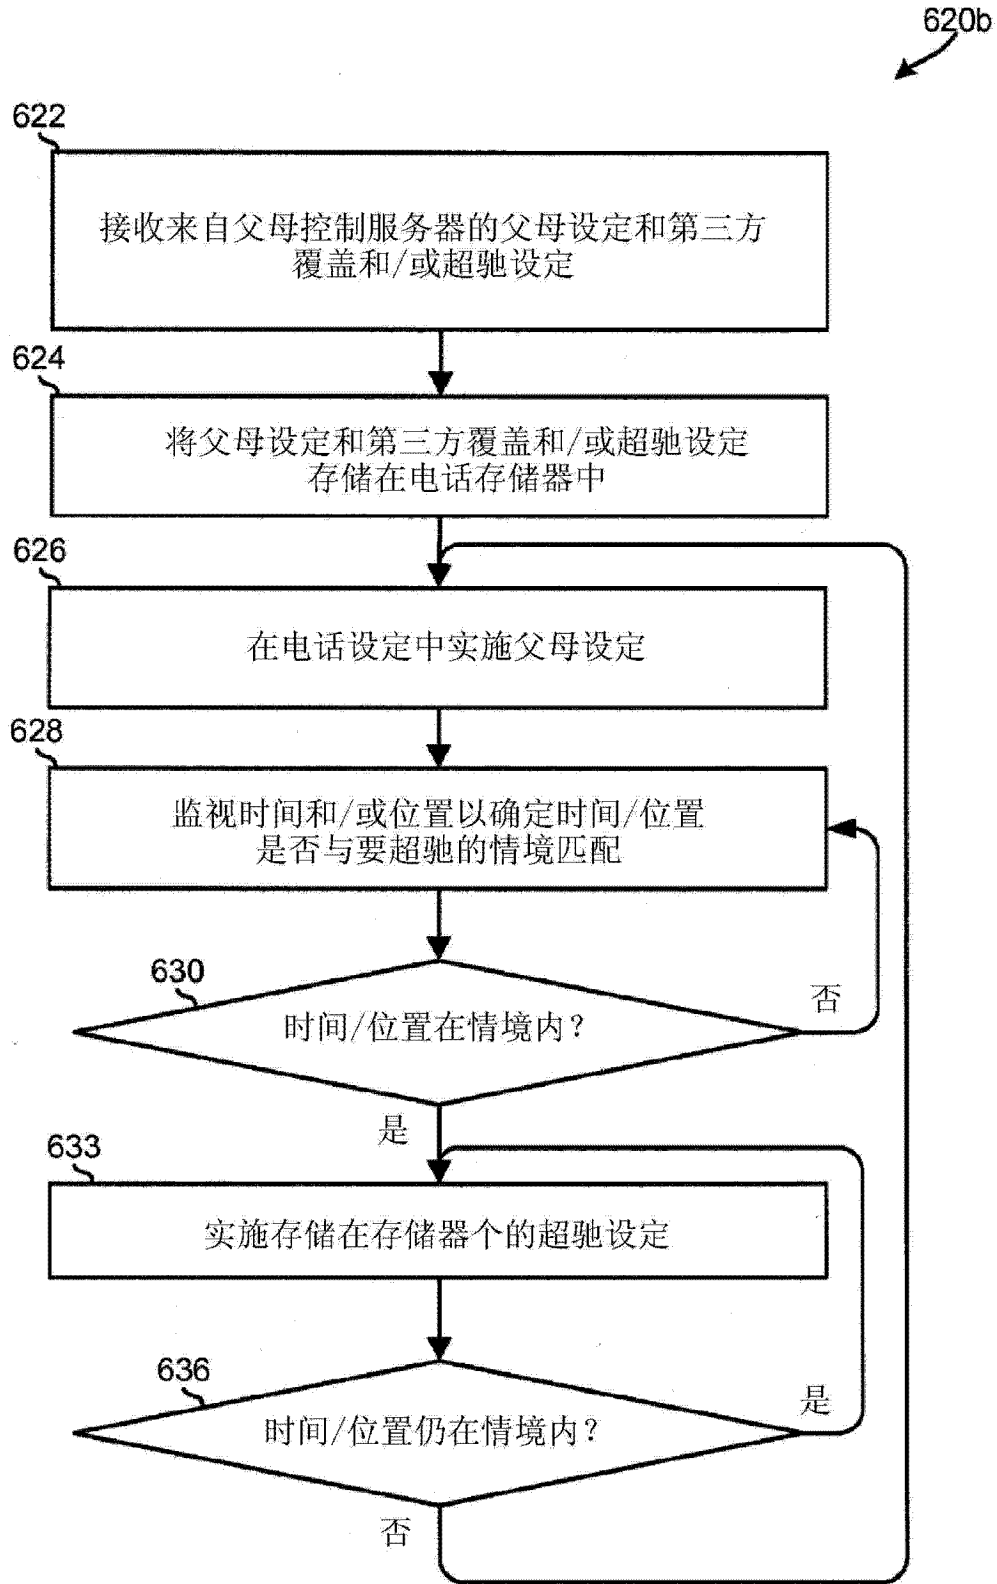 620b
622
接收来自父母控制服务器的父母设定和第三方
覆盖和/或超驰设定
624
将父母设定和第三方覆盖和/或超驰设定
存储在电话存储器中
626
在电话设定中实施父母设定
628
监视时间和/或位置以确定时间/位置
是否与要超驰的情境匹配
630
时间/位置在情境内?
否
是
633
实施存储在存储器个的超驰设定
636
时间/位置仍在情境内?
是
否